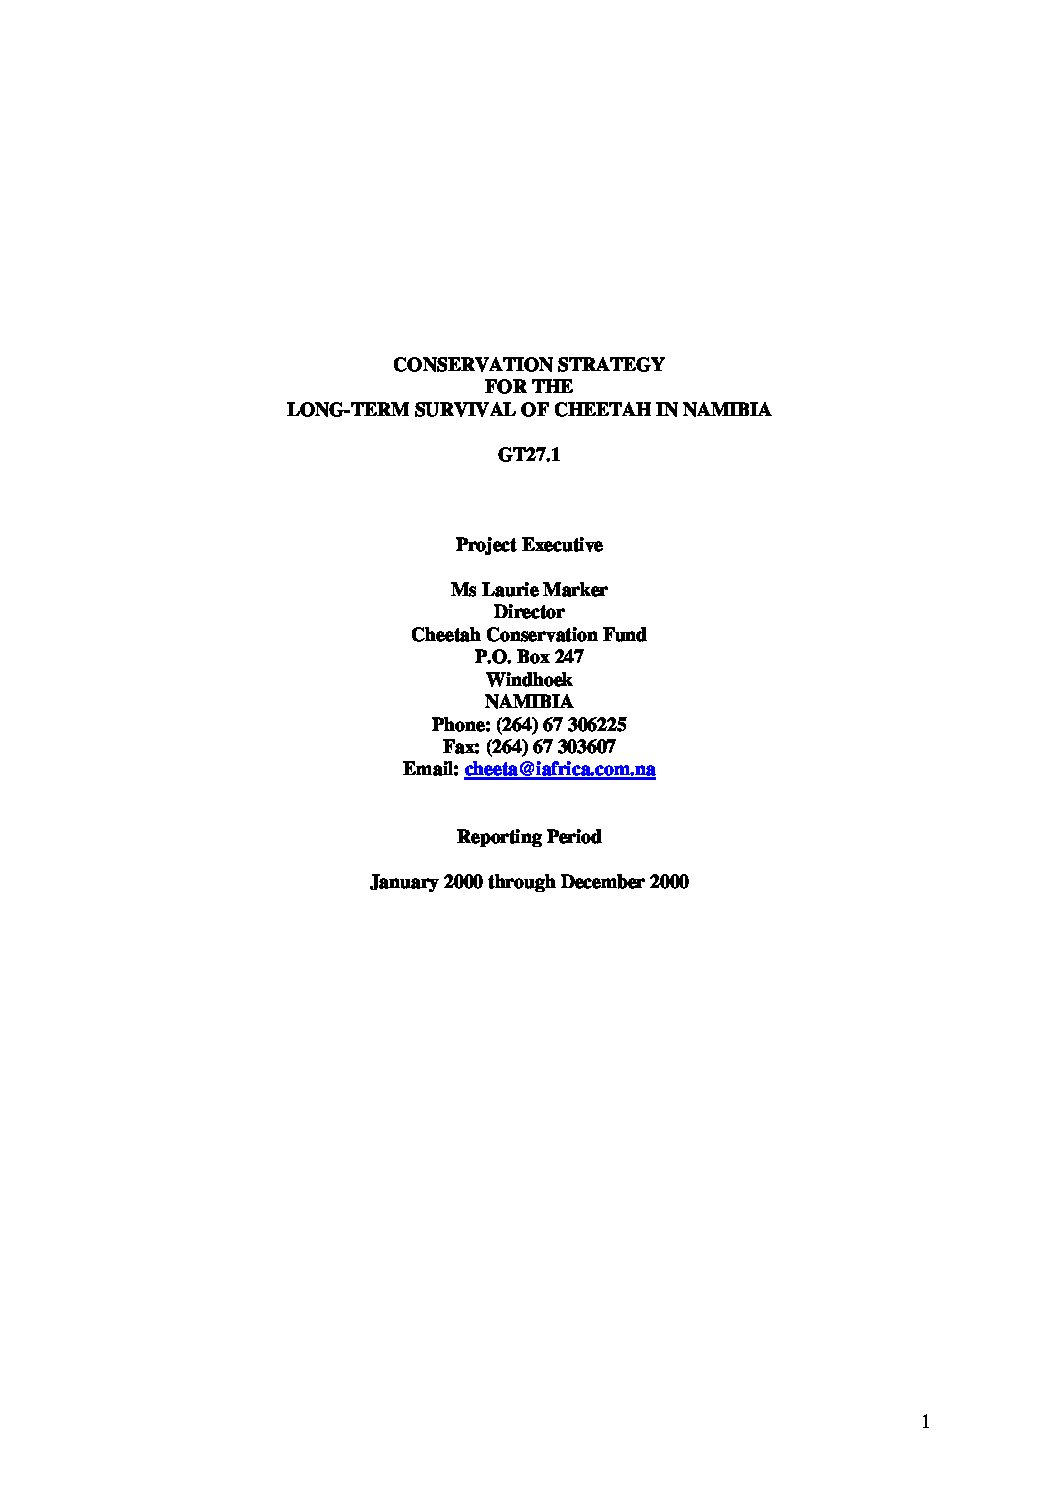 CONSERVATION STRATEGY
FOR THE
LONG-TERM SURVIVAL OF CHEETAH IN NAMIBIA
GT27.1
Project Executive
Ms Laurie Marker
Director
Cheetah Conservation Fund
P.O. Box 247
Windhoek
NAMIBIA
Phone: (264) 67 306225
Fax: (264) 67 303607
Email: cheeta@iafrica.com.na
Reporting Period
January 2000 through December 2000
1